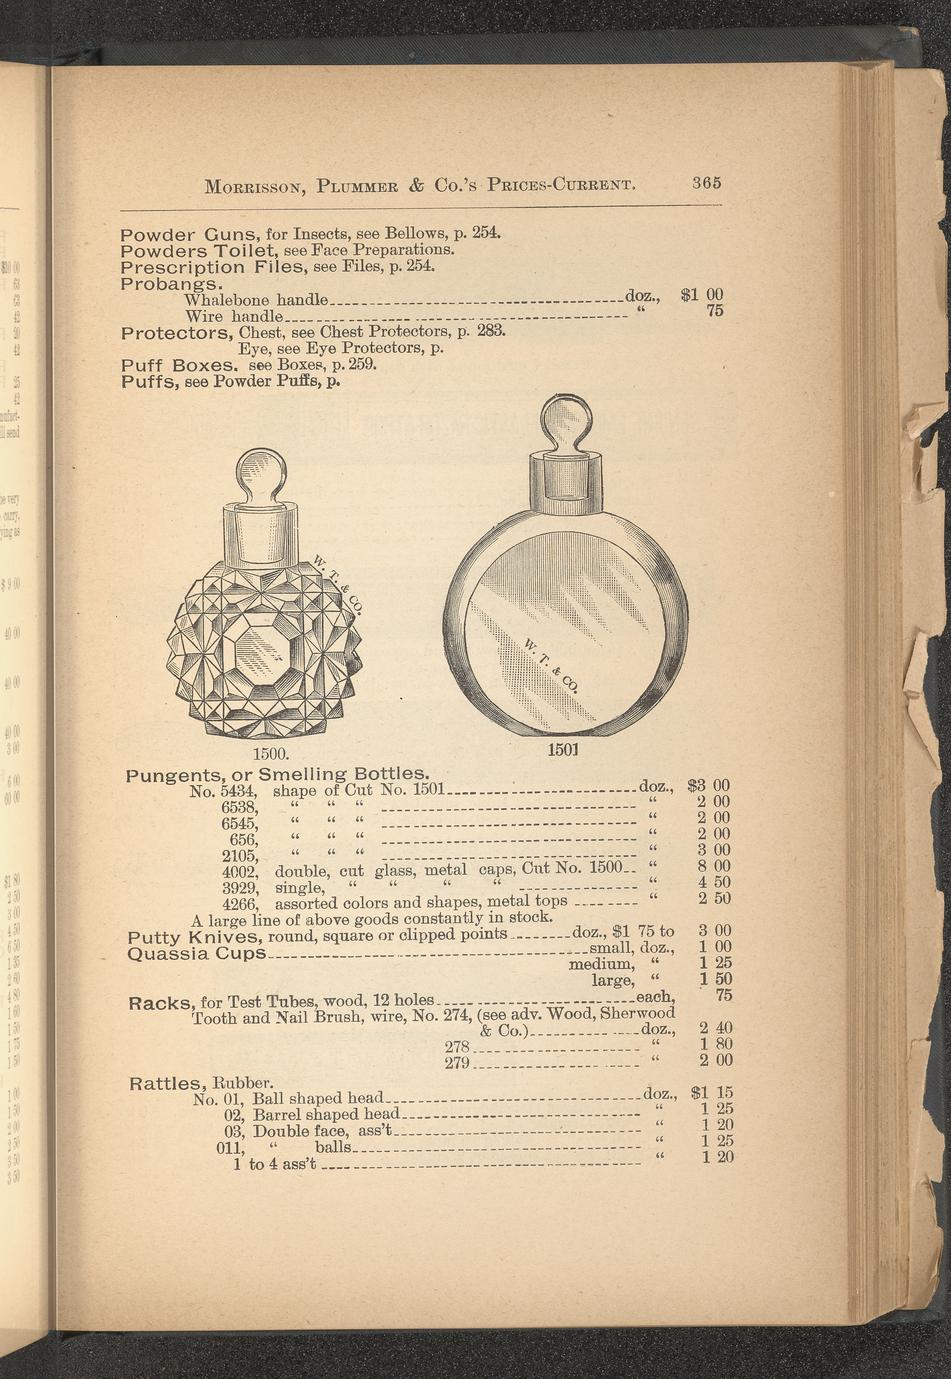 MORRISSON, PLUMMER & CO.'S PRICES-CURRENT. 365
Powder Guns, for Insects, see Bellows, p. 254.
Powders Toilet, see Face Preparations.
Prescription Files, see Files, p. 254.
Probangs.
Whalebone handle doz., $1 00
Wire handle “ 75
Protectors, Chest, see Chest Protectors, p. 283.
Eye, see Eye Protectors, p.
Puff Boxes. see Boxes, p. 259.
Puffs, see Powder Puffs, p.
W. T. & CO.
W. T. & CO.
1500.
1501
Pungents, or Smelling Bottles.
No. 5434, shape of Cut No. 1501 doz., $3 00
6538, “ “ “ “ 2 00
6545, “ “ “ “ 2 00
656, “ “ “ “ 2 00
2105, “ “ “ “ 3 00
4002, double, cut glass, metal caps, Cut No. 1500 “ 8 00
3929, single, “ “ “ “ “ 4 50
4266, assorted colors and shapes, metal tops “ 2 50
A large line of above goods constantly in stock.
Putty Knives, round, square or clipped points doz., $1 75 to 3 00
Quassia Cups small, doz., 1 00
medium, “ 1 25
large, “ 1 50
Racks, for Test Tubes, wood, 12 holes each, 75
Tooth and Nail Brush, wire, No. 274, (see adv. Wood, Sherwood
& Co.) doz., 2 40
278 “ 1 80
279 “ 2 00
Rattles, Rubber.
No. 01, Ball shaped head doz., $1 15
02, Barrel shaped head “ 1 25
03, Double face, ass't “ 1 20
011, “ balls “ 1 25
1 to 4 ass't “ 1 20